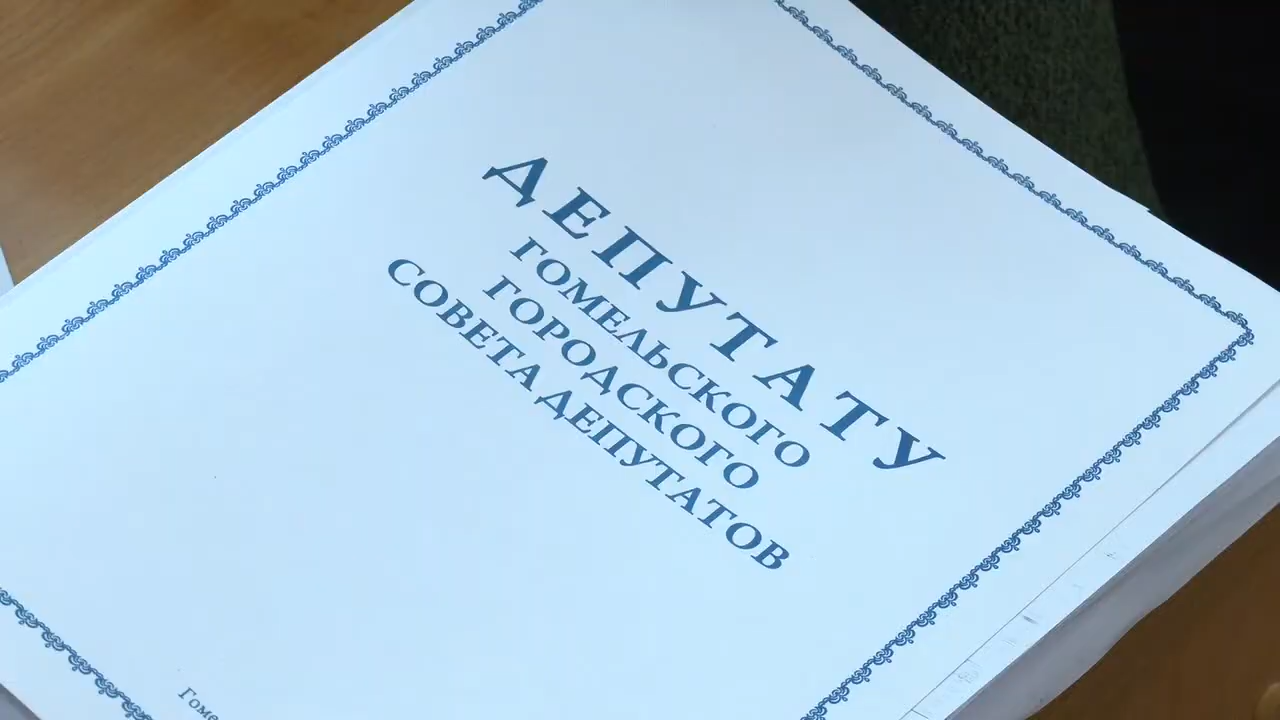 ДЕПУТАТУ
ГОМЕЛЬСКОГО
ГОРОДСКОГО
СОВЕТА ДЕПУТАТОВ